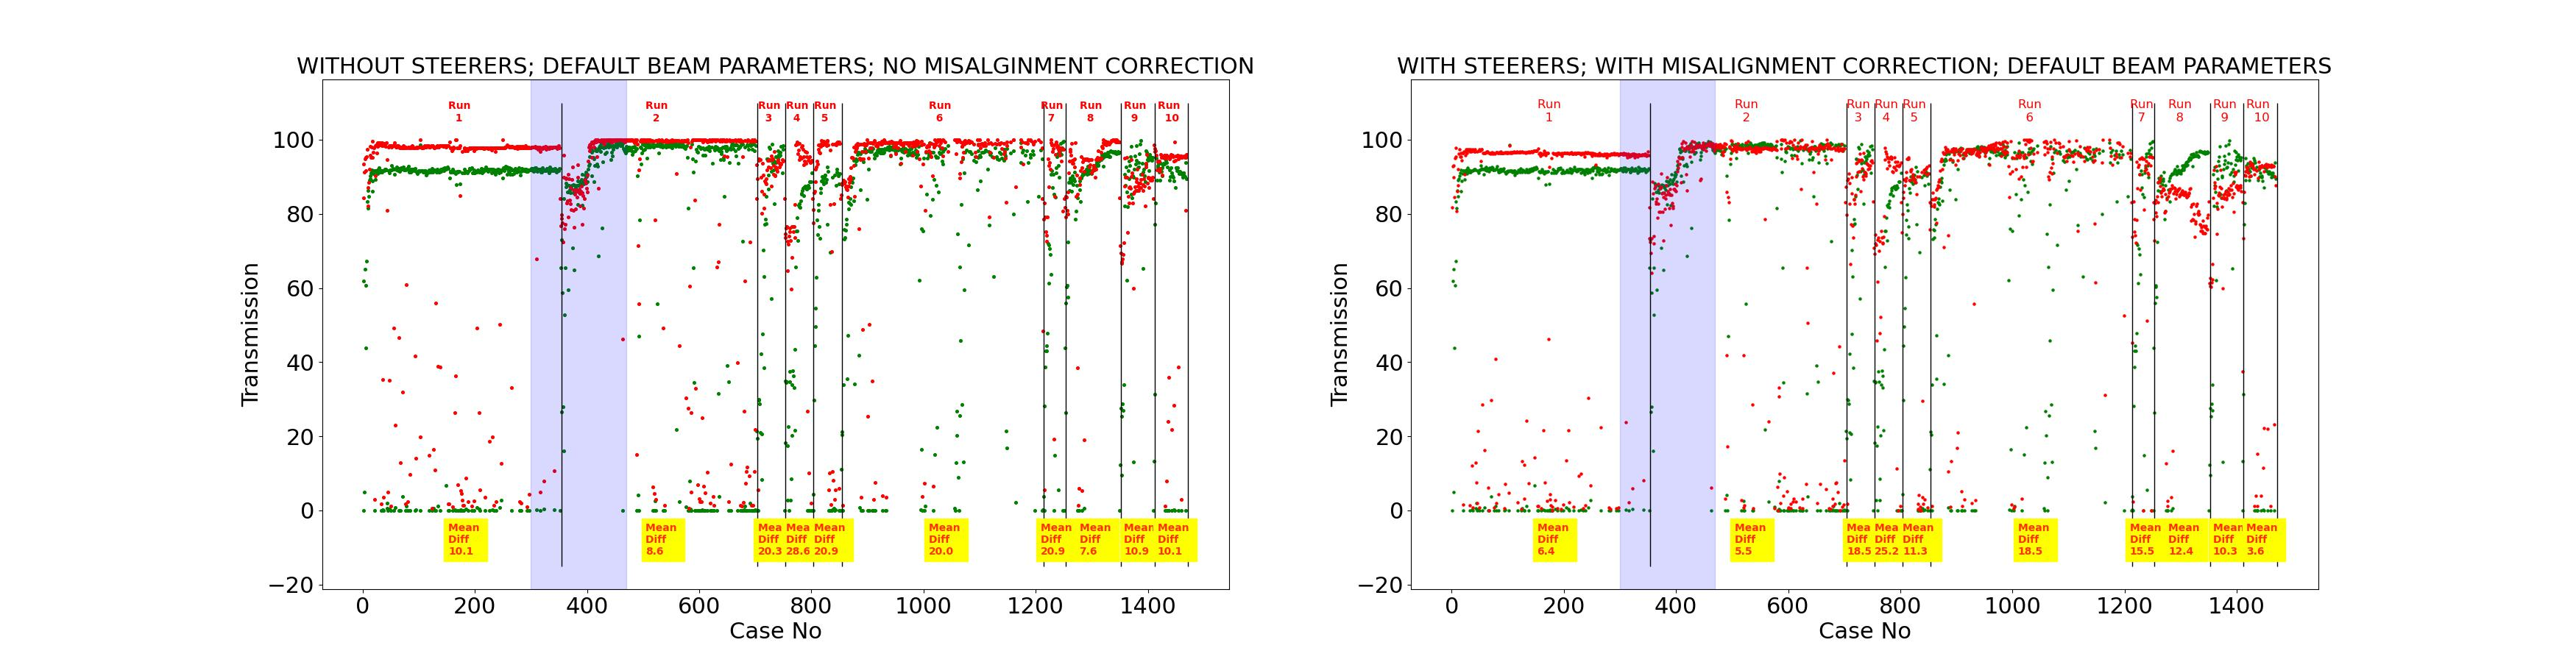 WITHOUT STEERERS; DEFAULT BEAM PARAMETERS; NO MISALGINMENT CORRECTION
Run Run Run Run Run Run Run Run Run Run
1 2 3 4 5 6 7 8 9 10
100
80
60
40
20
0
−20
Transmission
Mean Mean Mea Mea Mean Mean Mean Mean Mean Mean
Diff Diff Diff Diff Diff Diff Diff Diff Diff Diff
10.1 8.6 20.3 28.6 20.9 20.0 20.9 7.6 10.9 10.1
0 200 400 600 800 1000 1200 1400
Case No
WITH STEERERS; WITH MISALIGNMENT CORRECTION; DEFAULT BEAM PARAMETERS
Run Run Run Run Run Run Run Run Run Run
1 2 3 4 5 6 7 8 9 10
100
80
60
40
20
0
−20
Transmission
Mean Mean Mea Mea Mean Mean Mean Mean Mean Mean
Diff Diff Diff Diff Diff Diff Diff Diff Diff Diff
6.4 5.5 18.5 25.2 11.3 18.5 15.5 12.4 10.3 3.6
0 200 400 600 800 1000 1200 1400
Case No